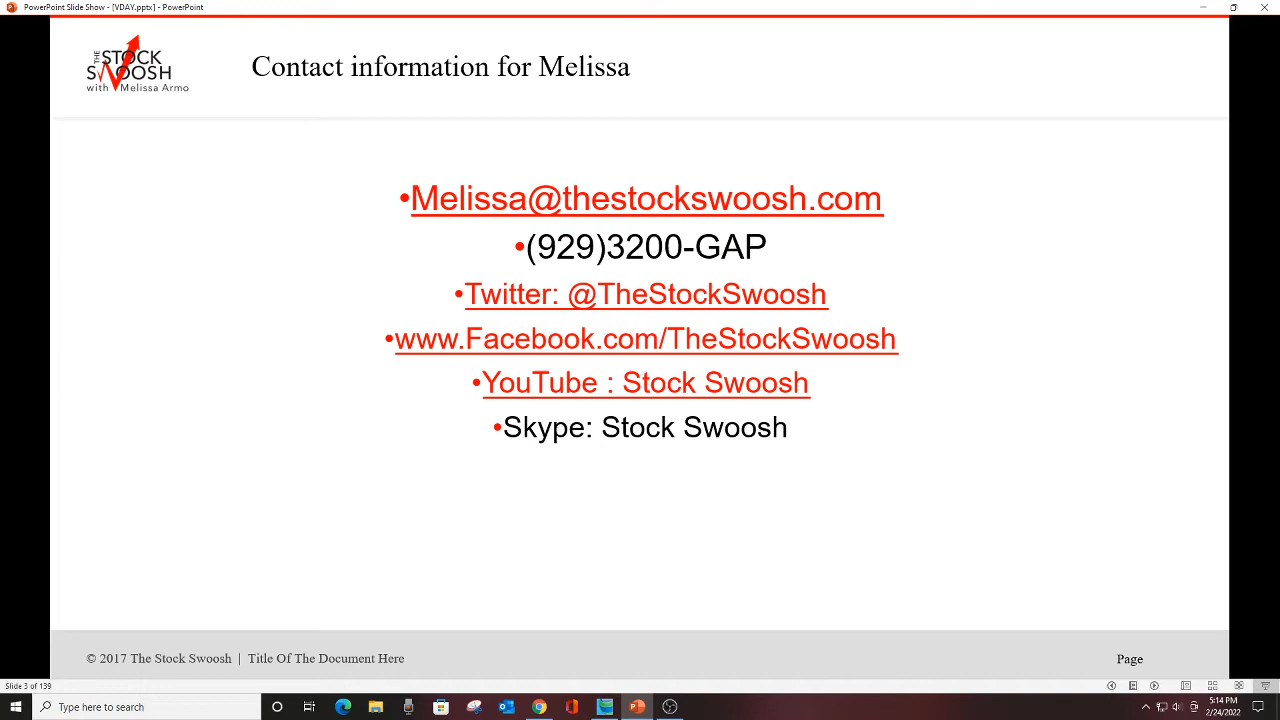 PowerPoint Slide Show - [VDAY.pptx] - PowerPoint
THE STOCK
SWOOSH
with Melissa Armo
Contact information for Melissa
•Melissa@thestockswoosh.com
•(929)3200-GAP
•Twitter: @TheStockSwoosh
•www.Facebook.com/TheStockSwoosh
•YouTube : Stock Swoosh
•Skype: Stock Swoosh
© 2017 The Stock Swoosh | Title Of The Document Here
Page
Slide 3 of 139
Type here to search
5:14 PM
2/24/2022